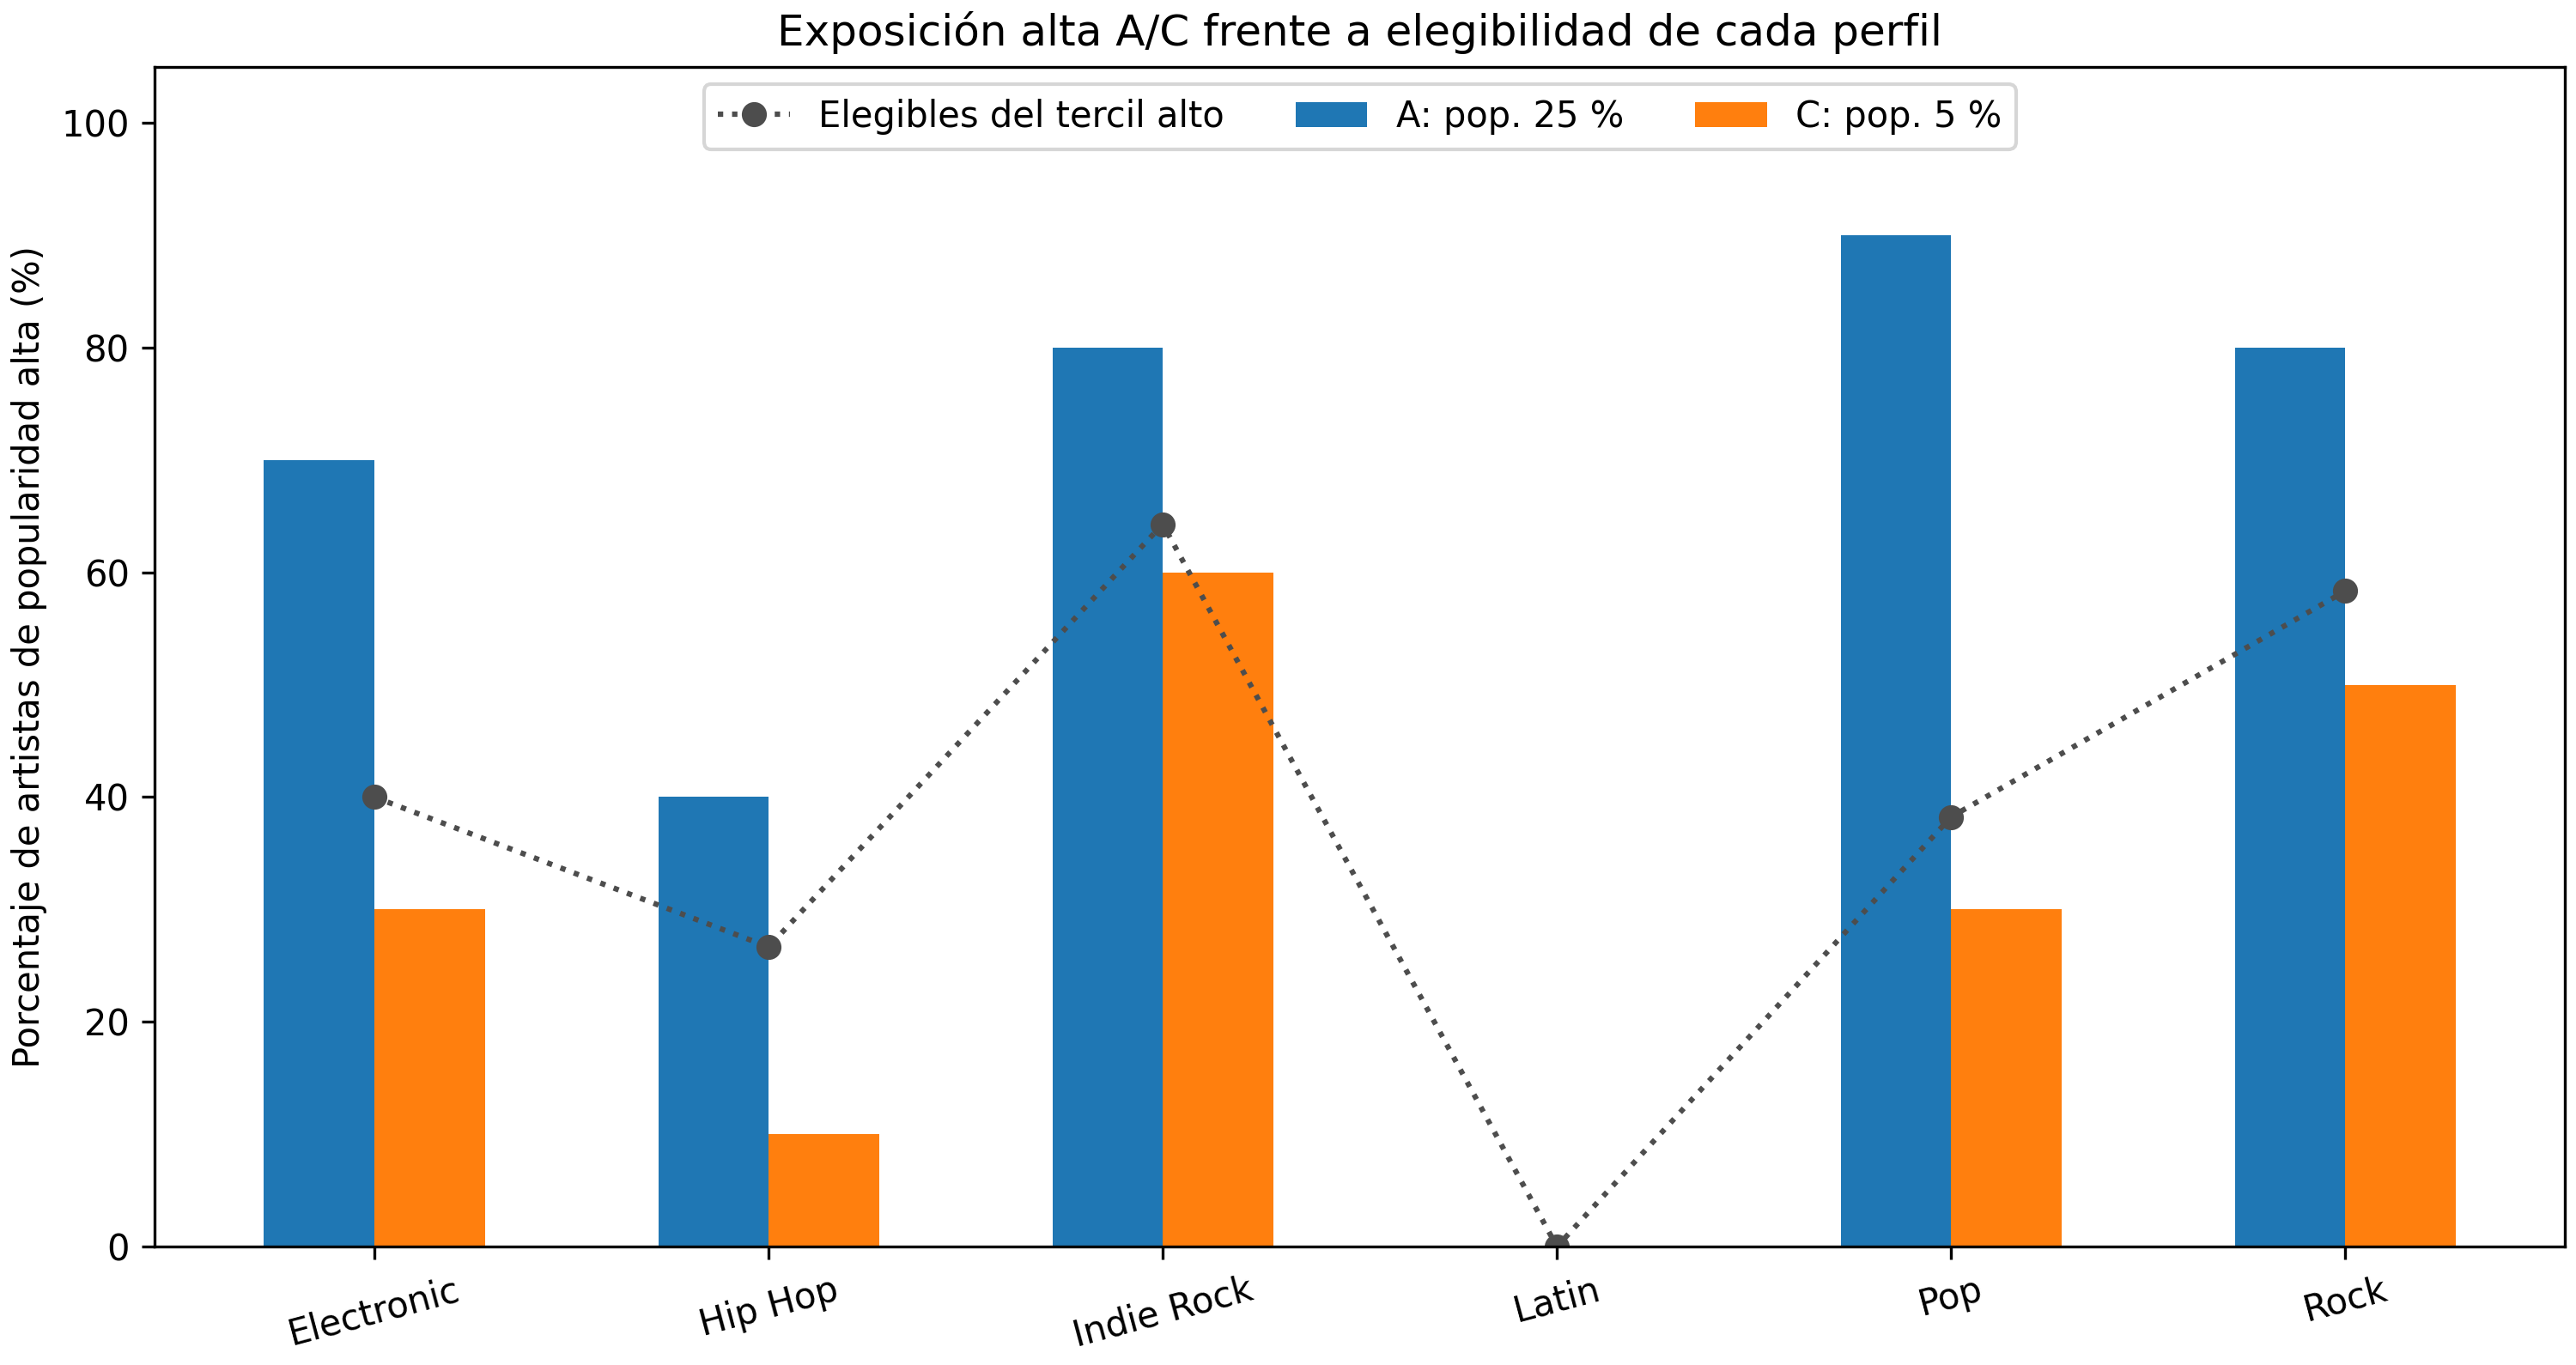 Exposición alta A/C frente a elegibilidad de cada perfil
Elegibles del tercil alto
A: pop. 25 %
C: pop. 5 %
Porcentaje de artistas de popularidad alta (%)
100
80
60
40
20
0
Electronic
Hip Hop
Indie Rock
Latin
Pop
Rock